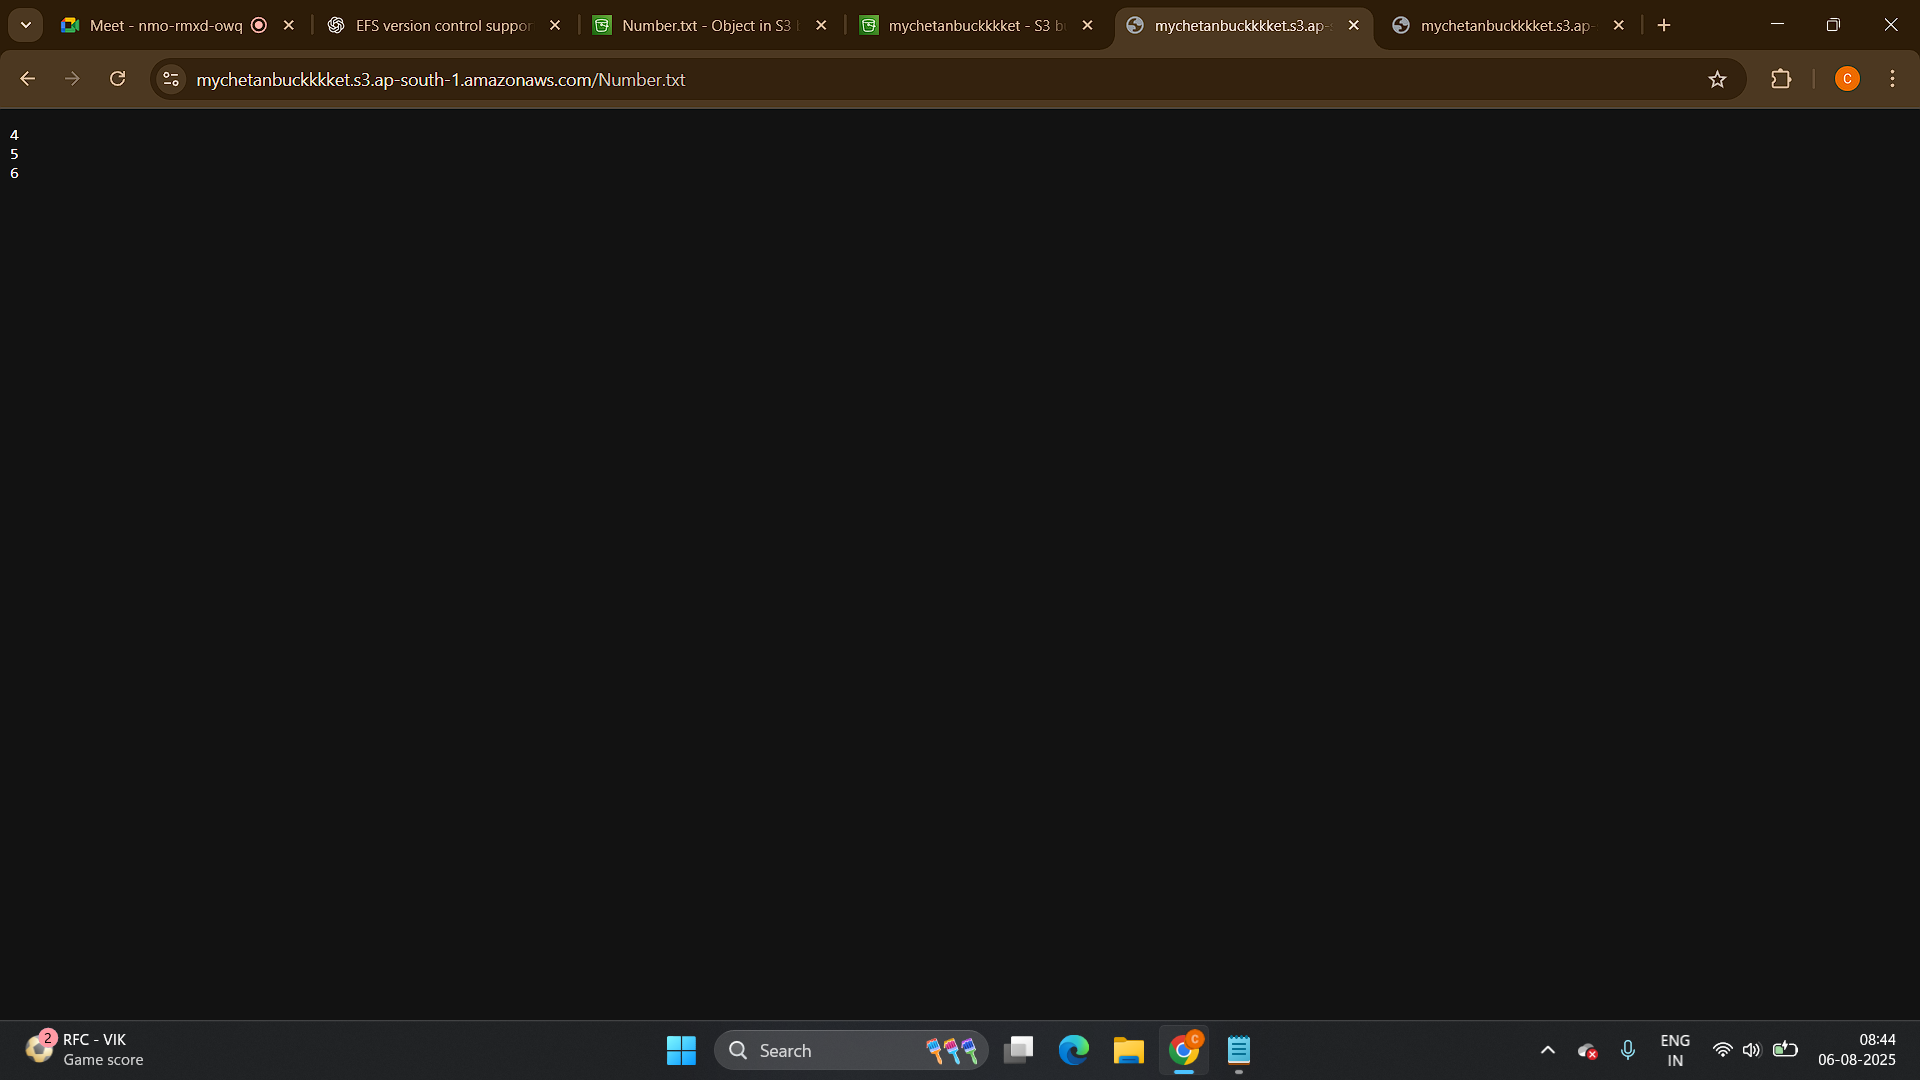 Meet - nmo-rmxd-owq
EFS version control suppor
Number.txt - Object in S3
mychetanbuckkkket - S3 b
mychetanbuckkkket.s3.ap-
mychetanbuckkkket.s3.ap-
mychetanbuckkkket.s3.ap-south-1.amazonaws.com/Number.txt
C
4
5
6
2
RFC - VIK
Game score
Search
C
ENG
IN
08:44
06-08-2025